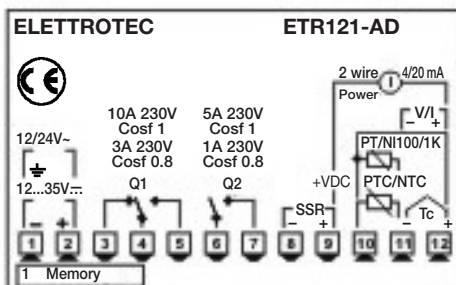 ELETTROTEC ETR121-AD
CE
2 wire 4/20 mA
I
Power
10A 230V 5A 230V
Cosf 1 Cosf 1
3A 230V 1A 230V
Cosf 0.8 Cosf 0.8
V/I
- +
12/24V~
PT/NI100/1K
12...35V⎓ Q1 Q2 +VDC PTC/NTC
SSR Tc
- + - + - +
1 2 3 4 5 6 7 8 9 10 11 12
1 Memory